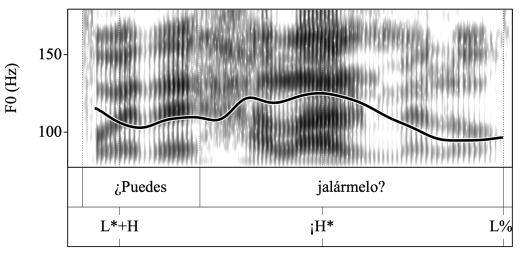 F0 (Hz)
150
100
¿Puedes jalármelo?
L*+H ¡H* L%